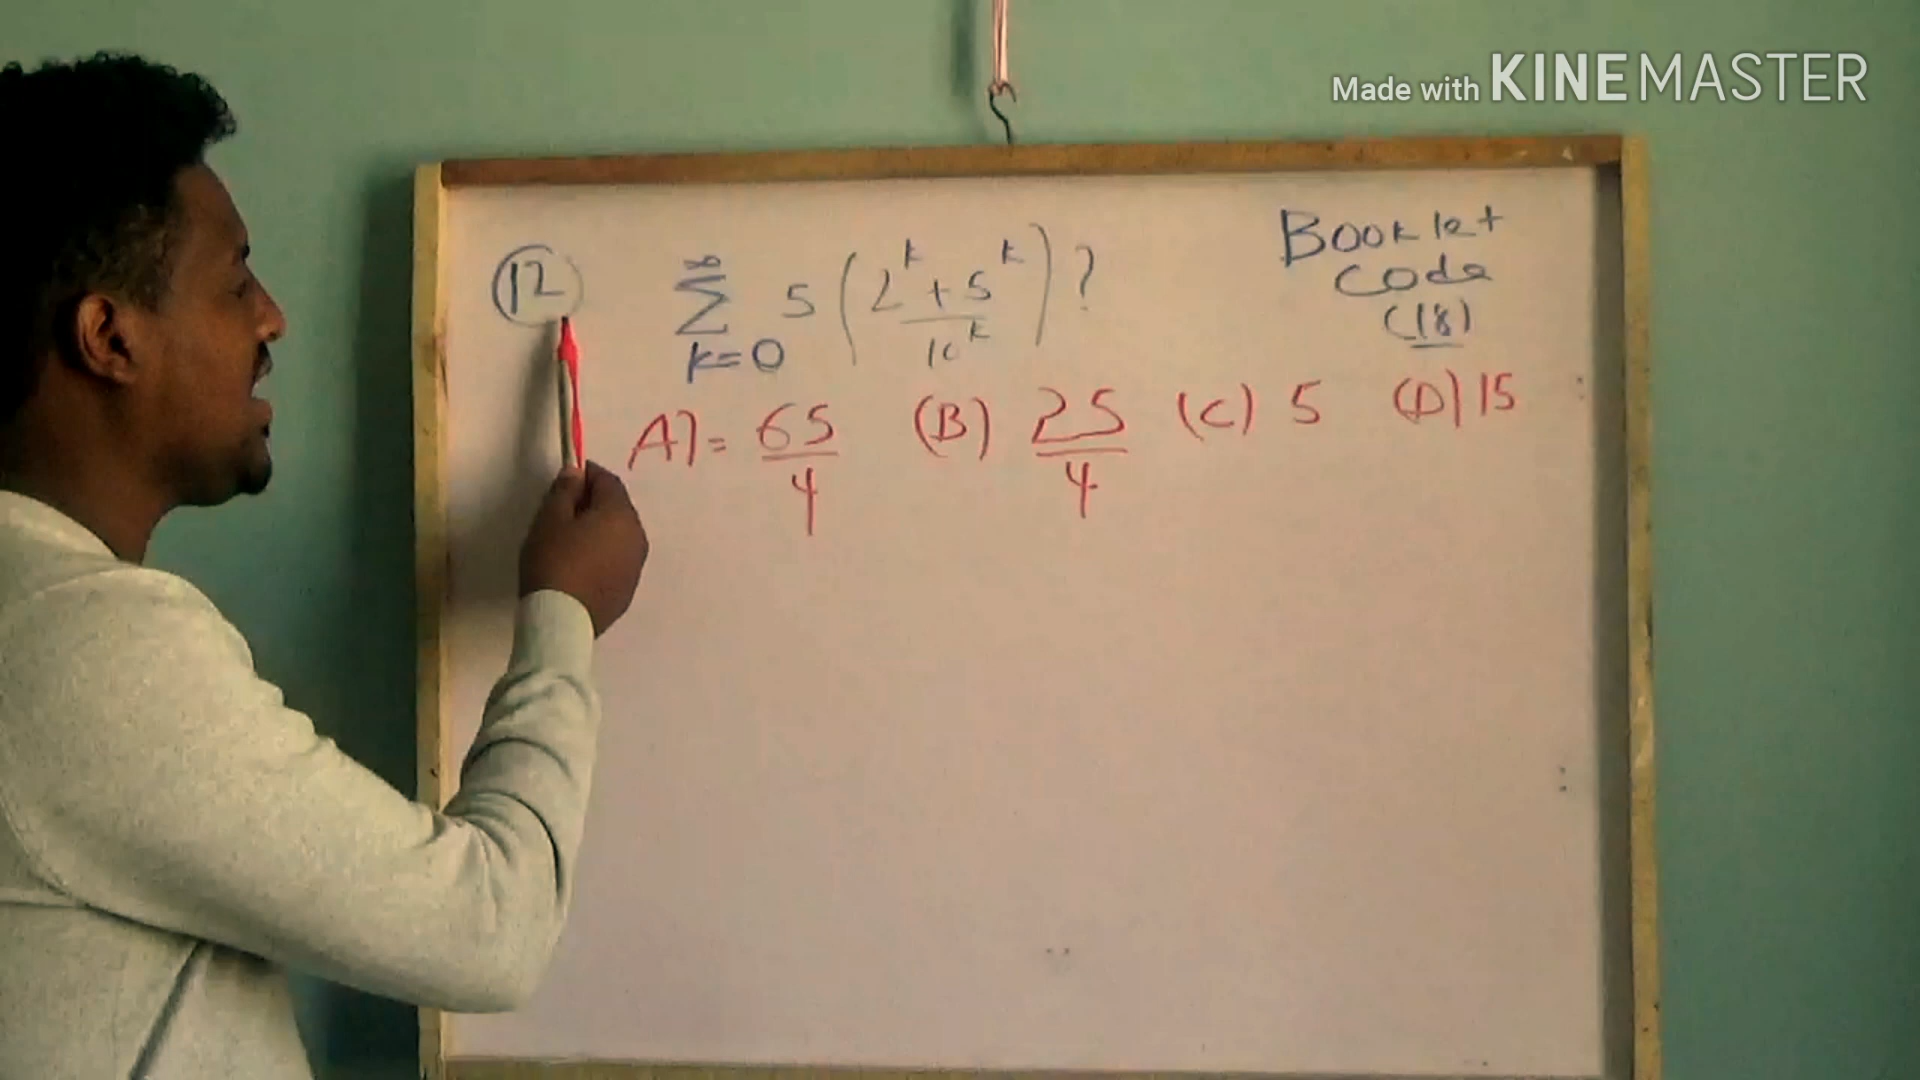 Made with KINEMASTER
Booklet
code
(18)
(12) ∞ Σ k=0 5 (2^k + 5^k / 10^k) ?
A) = 65/4 (B) 25/4 (C) 5 (D) 15